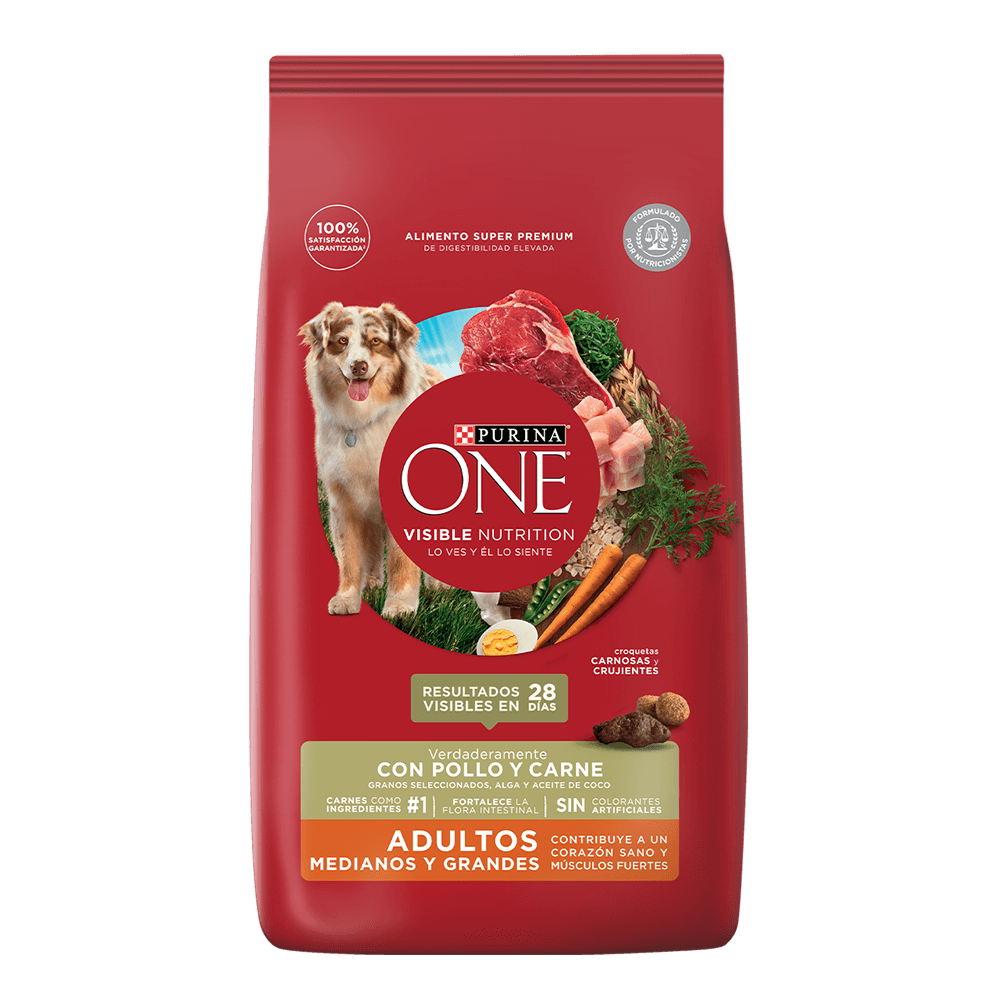 100%
SATISFACCIÓN
GARANTIZADA
ALIMENTO SUPER PREMIUM
DE DIGESTIBILIDAD ELEVADA
FORMULADO
POR NUTRICIONISTAS
PURINA
ONE
VISIBLE NUTRITION
LO VES Y ÉL LO SIENTE
croquetas
CARNOSAS y
CRUJIENTES
RESULTADOS
VISIBLES EN
28
DÍAS
Verdaderamente
CON POLLO Y CARNE
GRANOS SELECCIONADOS, ALGA Y ACEITE DE COCO
CARNES COMO
INGREDIENTES
#1
FORTALECE LA
FLORA INTESTINAL
SIN
COLORANTES
ARTIFICIALES
ADULTOS
MEDIANOS Y GRANDES
CONTRIBUYE A UN
CORAZÓN SANO Y
MÚSCULOS FUERTES